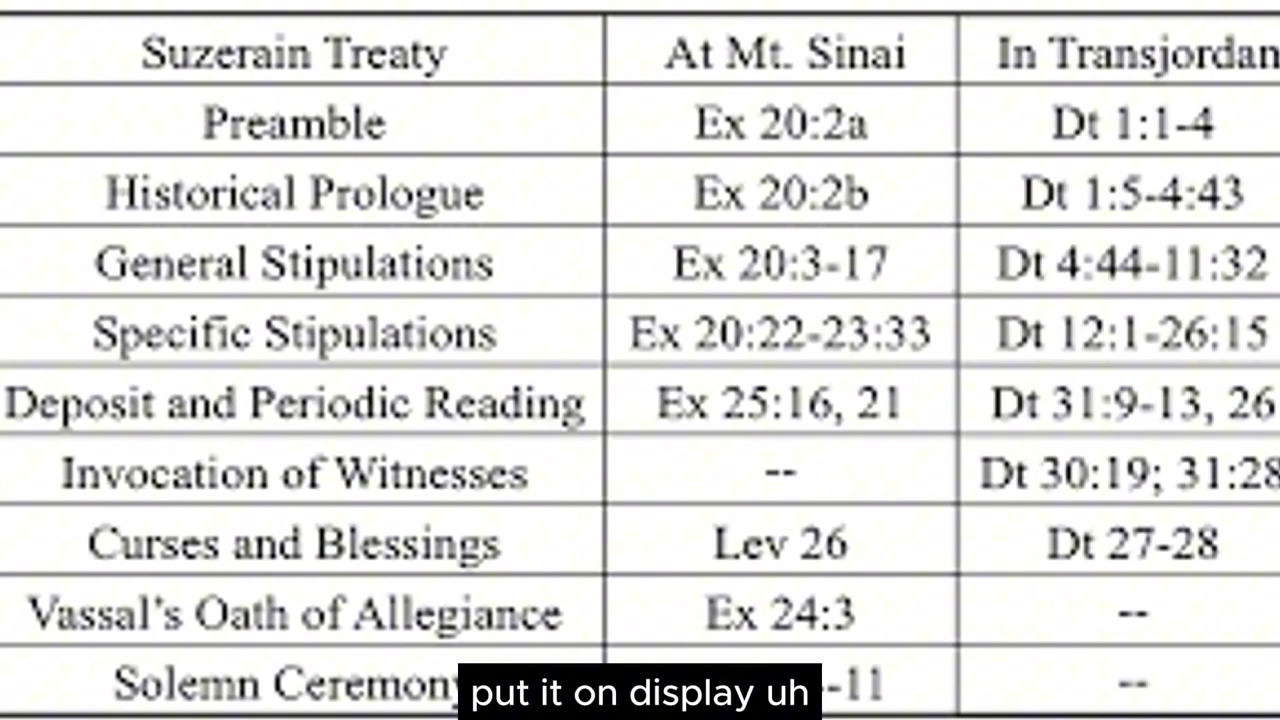 Suzerain Treaty At Mt. Sinai In Transjordan
Preamble Ex 20:2a Dt 1:1-4
Historical Prologue Ex 20:2b Dt 1:5-4:43
General Stipulations Ex 20:3-17 Dt 4:44-11:32
Specific Stipulations Ex 20:22-23:33 Dt 12:1-26:15
Deposit and Periodic Reading Ex 25:16, 21 Dt 31:9-13, 26
Invocation of Witnesses -- Dt 30:19; 31:28
Curses and Blessings Lev 26 Dt 27-28
Vassal's Oath of Allegiance Ex 24:3 --
Solemn Ceremony -11 --
put it on display uh